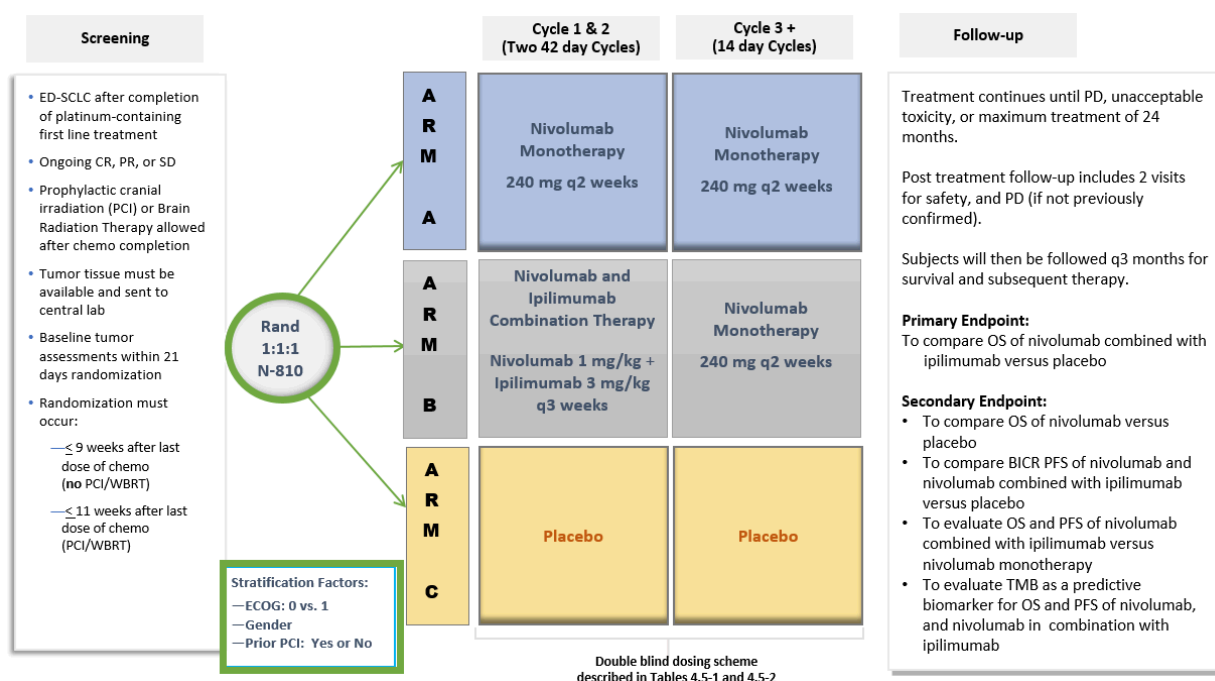 Screening
• ED-SCLC after completion
of platinum-containing
first line treatment
• Ongoing CR, PR, or SD
• Prophylactic cranial
irradiation (PCI) or Brain
Radiation Therapy allowed
after chemo completion
• Tumor tissue must be
available and sent to
central lab
• Baseline tumor
assessments within 21
days randomization
• Randomization must
occur:
—≤ 9 weeks after last
dose of chemo
(no PCI/WBRT)
—≤ 11 weeks after last
dose of chemo
(PCI/WBRT)
Rand
1:1:1
N-810
Stratification Factors:
—ECOG: 0 vs. 1
—Gender
—Prior PCI: Yes or No
Cycle 1 & 2
(Two 42 day Cycles)
Cycle 3 +
(14 day Cycles)
A
R
M
A
Nivolumab
Monotherapy
240 mg q2 weeks
Nivolumab
Monotherapy
240 mg q2 weeks
A
R
M
B
Nivolumab and
Ipilimumab
Combination Therapy
Nivolumab 1 mg/kg +
Ipilimumab 3 mg/kg
q3 weeks
Nivolumab
Monotherapy
240 mg q2 weeks
A
R
M
C
Placebo
Placebo
Double blind dosing scheme
described in Tables 4.5-1 and 4.5-2
Follow-up
Treatment continues until PD, unacceptable
toxicity, or maximum treatment of 24
months.
Post treatment follow-up includes 2 visits
for safety, and PD (if not previously
confirmed).
Subjects will then be followed q3 months for
survival and subsequent therapy.
Primary Endpoint:
To compare OS of nivolumab combined with
ipilimumab versus placebo
Secondary Endpoint:
• To compare OS of nivolumab versus
placebo
• To compare BICR PFS of nivolumab and
nivolumab combined with ipilimumab
versus placebo
• To evaluate OS and PFS of nivolumab
combined with ipilimumab versus
nivolumab monotherapy
• To evaluate TMB as a predictive
biomarker for OS and PFS of nivolumab,
and nivolumab in combination with
ipilimumab